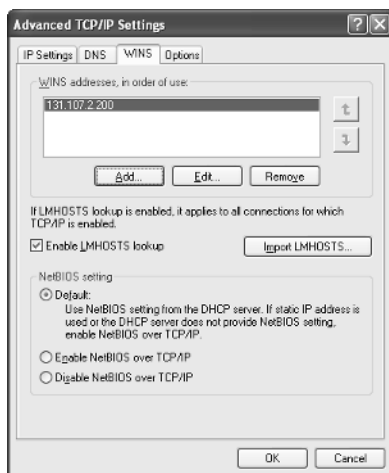 Advanced TCP/IP Settings
IP Settings DNS WINS Options
WINS addresses, in order of use:
131.107.2.200
Add... Edit... Remove
If LMHOSTS lookup is enabled, it applies to all connections for which
TCP/IP is enabled.
Enable LMHOSTS lookup Import LMHOSTS...
NetBIOS setting
Default:
Use NetBIOS setting from the DHCP server. If static IP address is
used or the DHCP server does not provide NetBIOS setting,
enable NetBIOS over TCP/IP.
Enable NetBIOS over TCP/IP
Disable NetBIOS over TCP/IP
OK Cancel